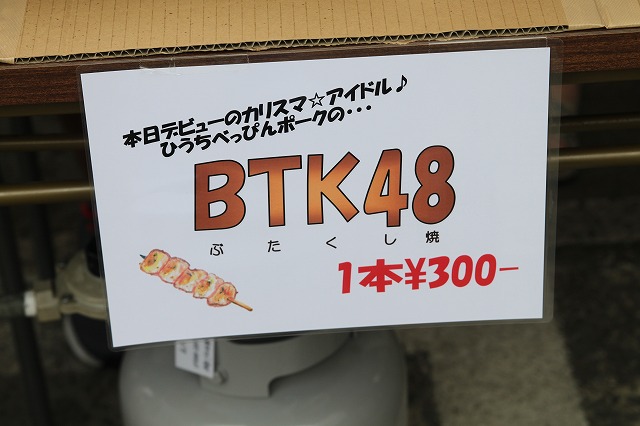 本日デビューのカリスマ☆アイドル♪
ひうちべっぴんポークの・・・
BTK48
ぶたくし焼
1本¥300-